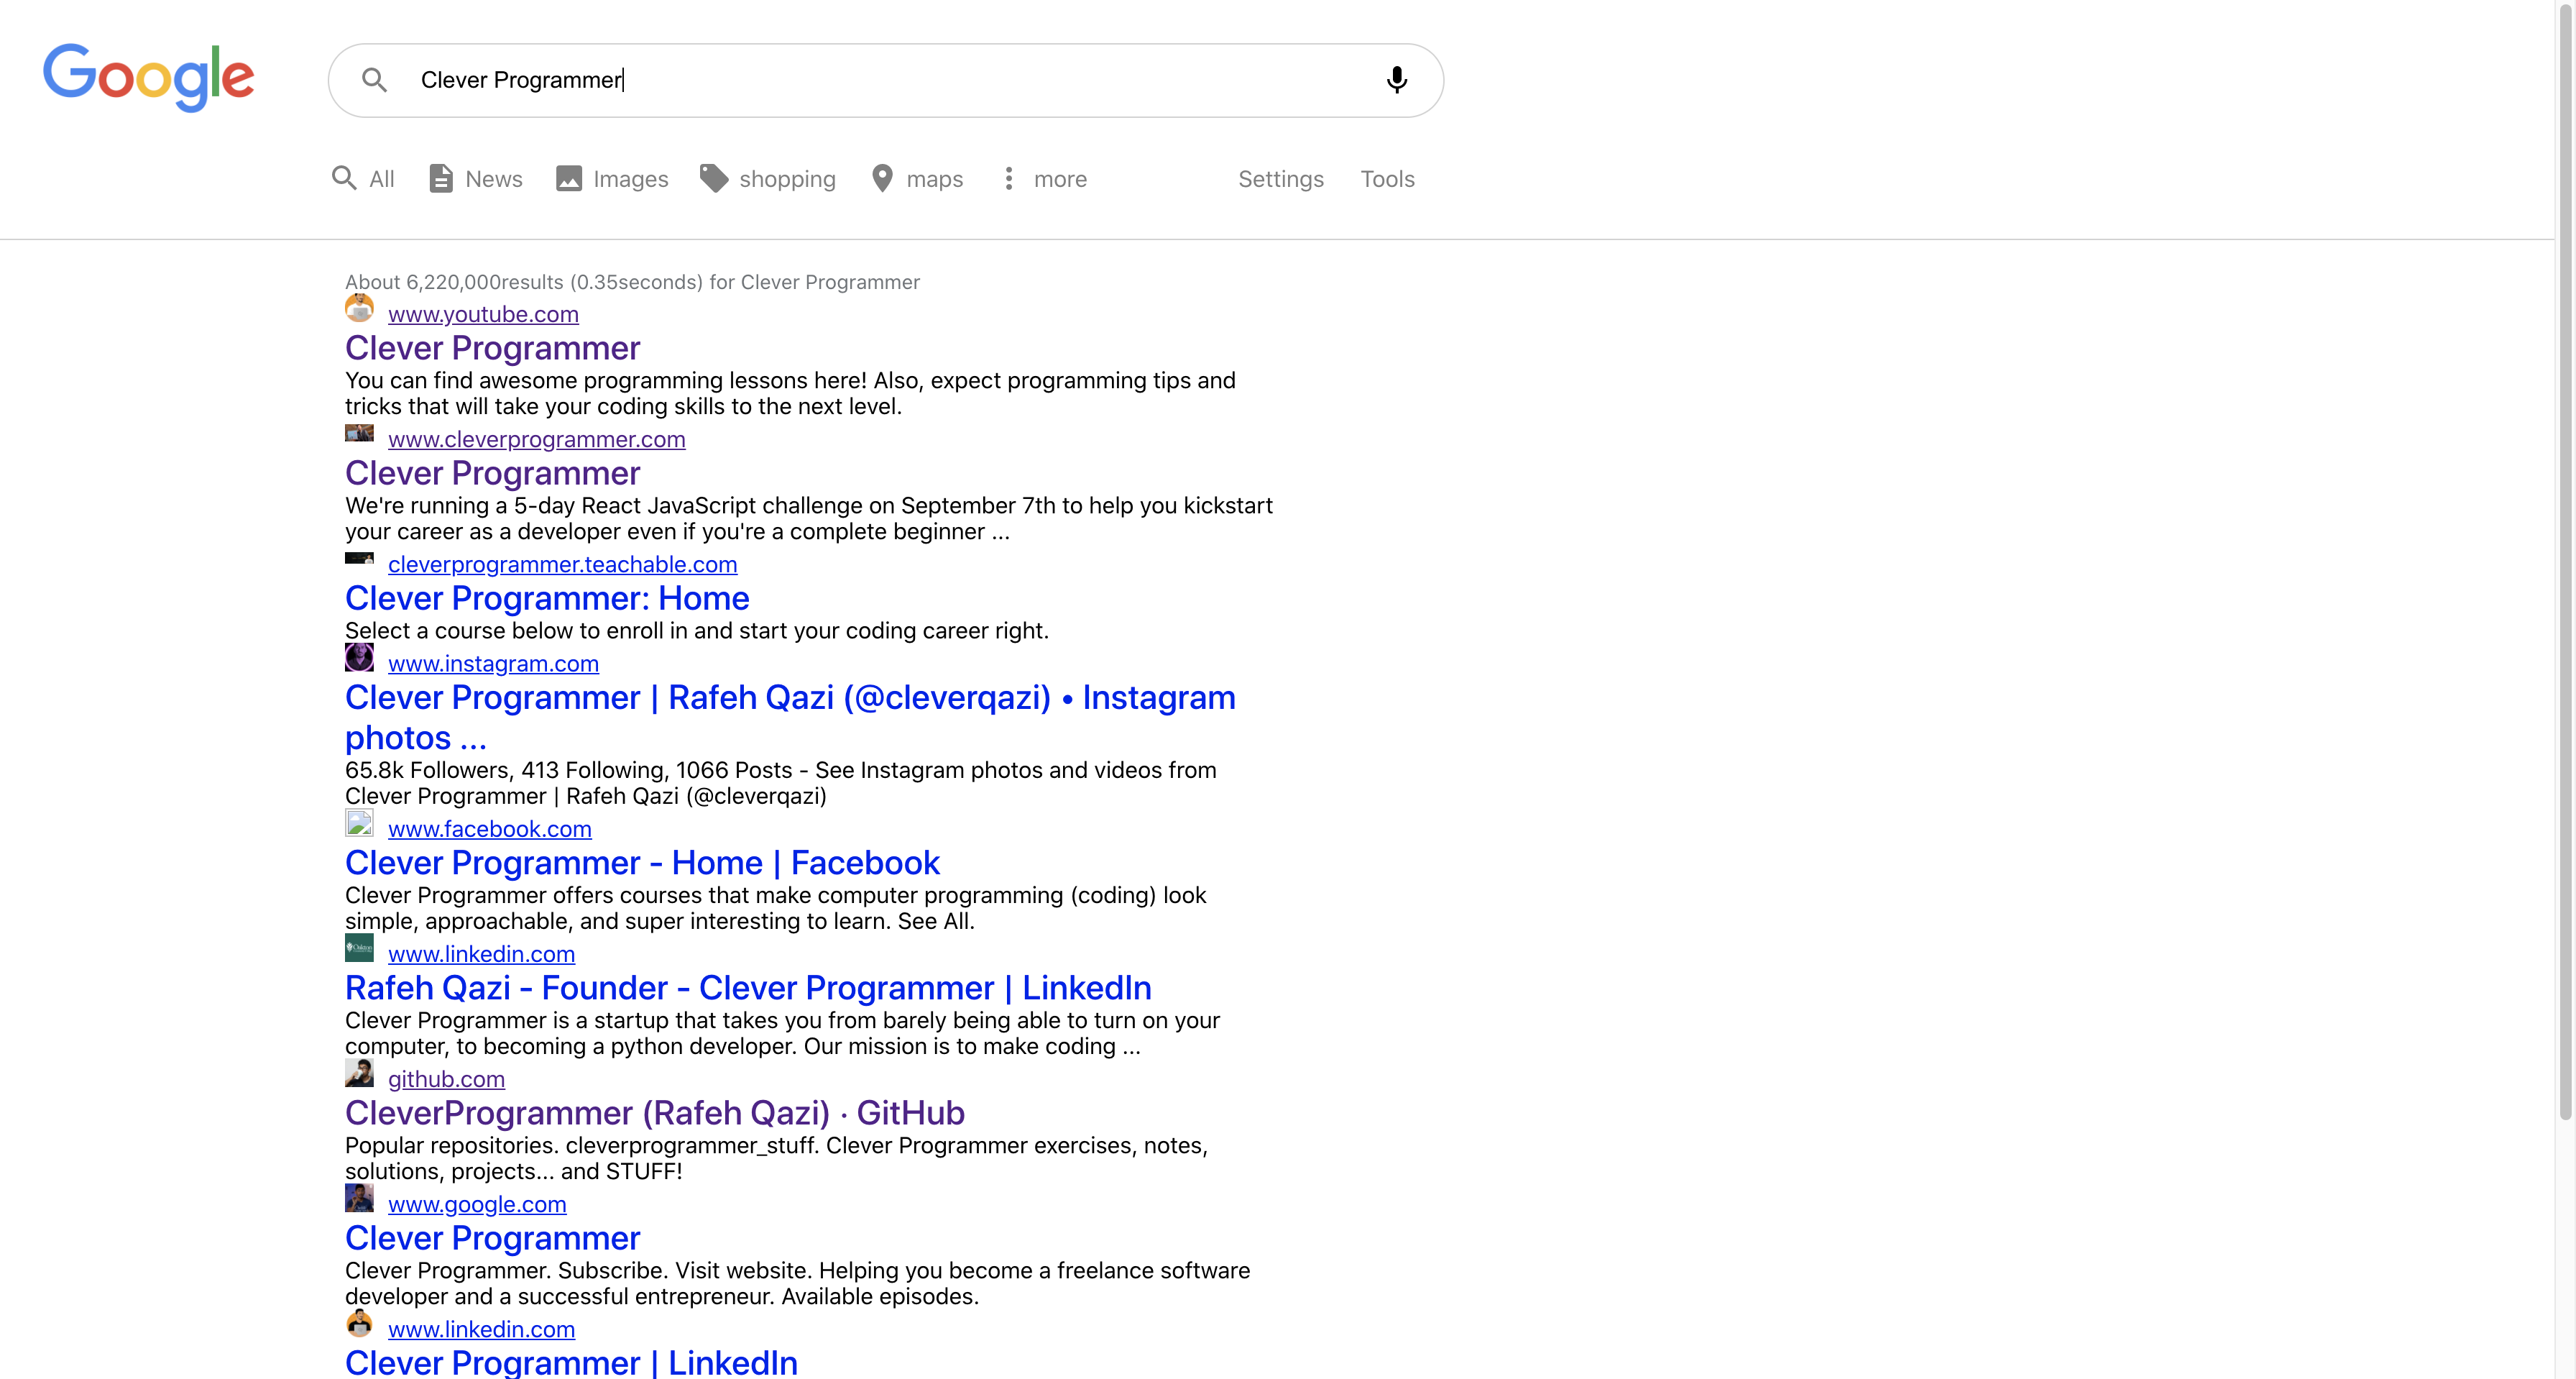 Google
Clever Programmer
All News Images shopping maps more Settings Tools
About 6,220,000results (0.35seconds) for Clever Programmer
www.youtube.com
Clever Programmer
You can find awesome programming lessons here! Also, expect programming tips and
tricks that will take your coding skills to the next level.
www.cleverprogrammer.com
Clever Programmer
We're running a 5-day React JavaScript challenge on September 7th to help you kickstart
your career as a developer even if you're a complete beginner ...
cleverprogrammer.teachable.com
Clever Programmer: Home
Select a course below to enroll in and start your coding career right.
www.instagram.com
Clever Programmer | Rafeh Qazi (@cleverqazi) • Instagram
photos ...
65.8k Followers, 413 Following, 1066 Posts - See Instagram photos and videos from
Clever Programmer | Rafeh Qazi (@cleverqazi)
www.facebook.com
Clever Programmer - Home | Facebook
Clever Programmer offers courses that make computer programming (coding) look
simple, approachable, and super interesting to learn. See All.
www.linkedin.com
Rafeh Qazi - Founder - Clever Programmer | LinkedIn
Clever Programmer is a startup that takes you from barely being able to turn on your
computer, to becoming a python developer. Our mission is to make coding ...
github.com
CleverProgrammer (Rafeh Qazi) · GitHub
Popular repositories. cleverprogrammer_stuff. Clever Programmer exercises, notes,
solutions, projects... and STUFF!
www.google.com
Clever Programmer
Clever Programmer. Subscribe. Visit website. Helping you become a freelance software
developer and a successful entrepreneur. Available episodes.
www.linkedin.com
Clever Programmer | LinkedIn